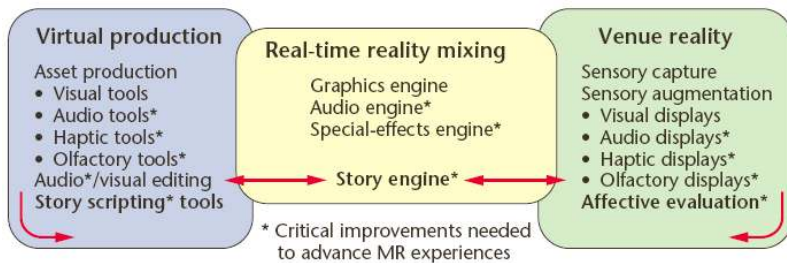 Virtual production
Asset production
• Visual tools
• Audio tools*
• Haptic tools*
• Olfactory tools*
Audio*/visual editing
Story scripting* tools
Real-time reality mixing
Graphics engine
Audio engine*
Special-effects engine*
Story engine*
* Critical improvements needed
to advance MR experiences
Venue reality
Sensory capture
Sensory augmentation
• Visual displays
• Audio displays*
• Haptic displays*
• Olfactory displays*
Affective evaluation*